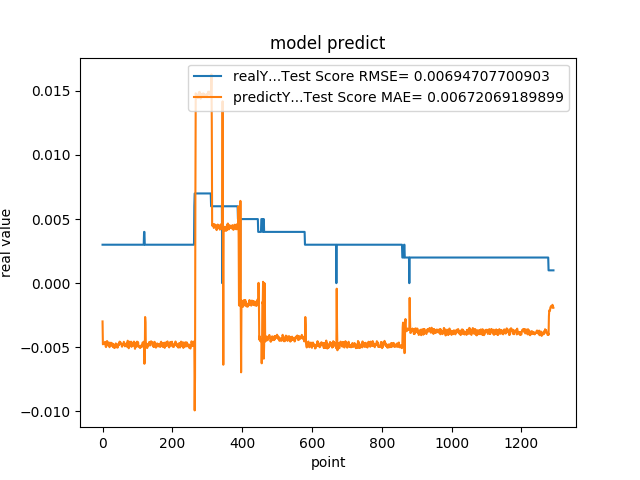 model predict
realY...Test Score RMSE= 0.00694707700903
predictY...Test Score MAE= 0.00672069189899
0.015
0.010
0.005
0.000
−0.005
−0.010
real value
0 200 400 600 800 1000 1200
point